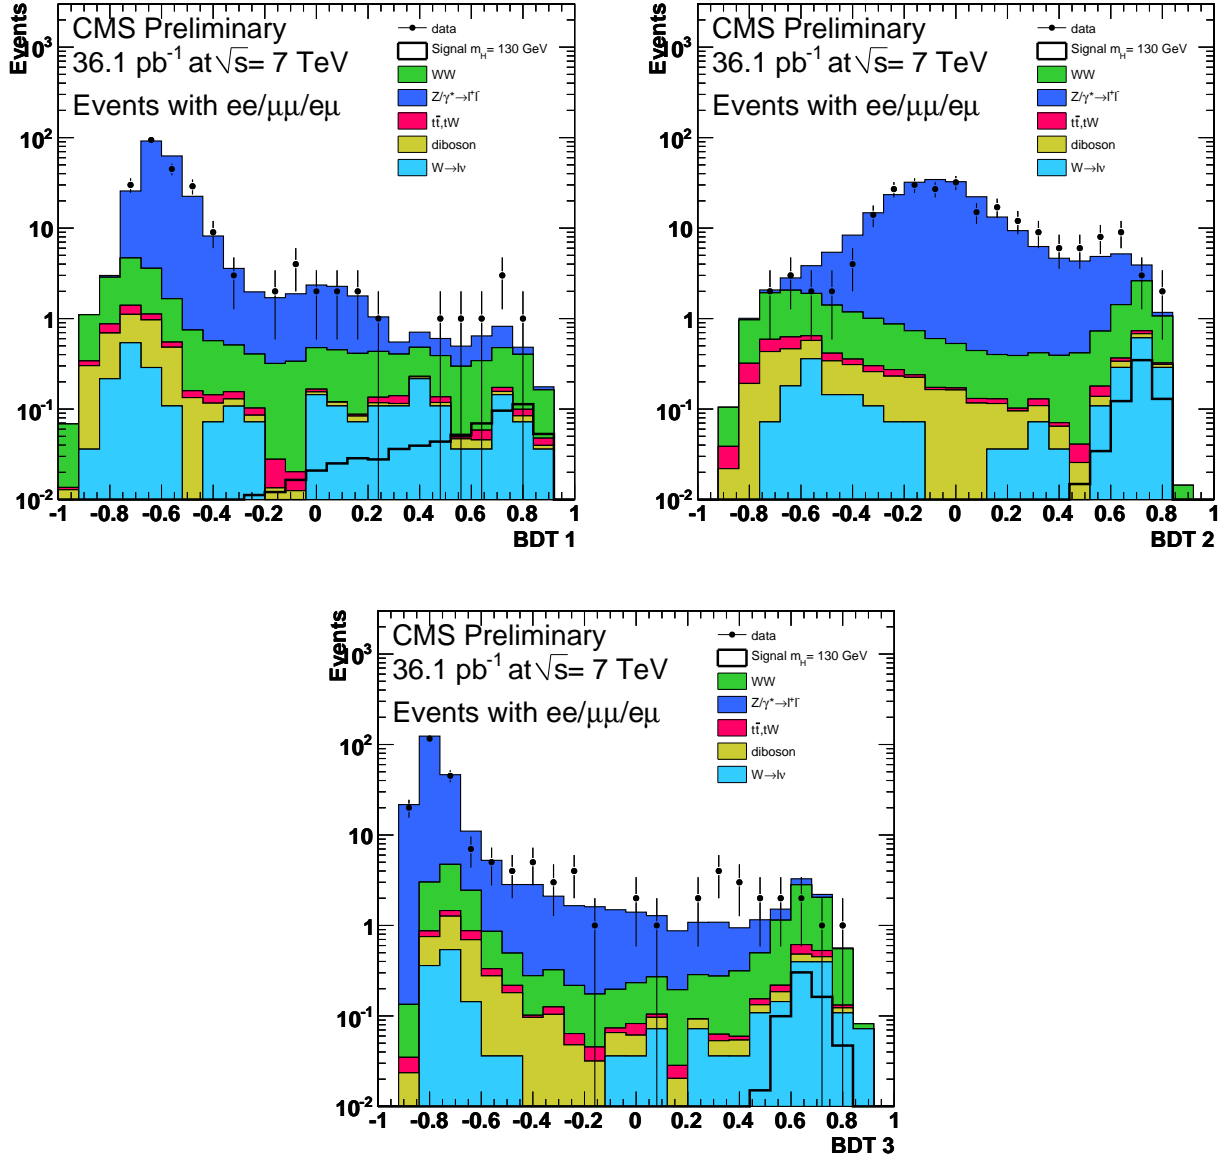 CMS Preliminary
36.1 pb⁻¹ at √s = 7 TeV
Events with ee/μμ/eμ
data
Signal m_H = 130 GeV
WW
Z/γ*→l⁺l⁻
tt̄,tW
diboson
W→lν
Events
10³
10²
10
1
10⁻¹
10⁻²
-1 -0.8 -0.6 -0.4 -0.2 0 0.2 0.4 0.6 0.8 1
BDT 1
CMS Preliminary
36.1 pb⁻¹ at √s = 7 TeV
Events with ee/μμ/eμ
data
Signal m_H = 130 GeV
WW
Z/γ*→l⁺l⁻
tt̄,tW
diboson
W→lν
Events
10³
10²
10
1
10⁻¹
10⁻²
-1 -0.8 -0.6 -0.4 -0.2 0 0.2 0.4 0.6 0.8 1
BDT 2
CMS Preliminary
36.1 pb⁻¹ at √s = 7 TeV
Events with ee/μμ/eμ
data
Signal m_H = 130 GeV
WW
Z/γ*→l⁺l⁻
tt̄,tW
diboson
W→lν
Events
10³
10²
10
1
10⁻¹
10⁻²
-1 -0.8 -0.6 -0.4 -0.2 0 0.2 0.4 0.6 0.8 1
BDT 3